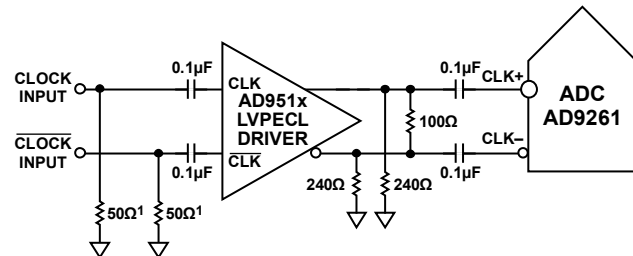 CLOCK
INPUT
0.1µF
CLK
AD951x
LVPECL
DRIVER
CLK
0.1µF
CLOCK
INPUT
50Ω1
50Ω1
240Ω
240Ω
100Ω
0.1µF
CLK+
CLK–
0.1µF
ADC
AD9261